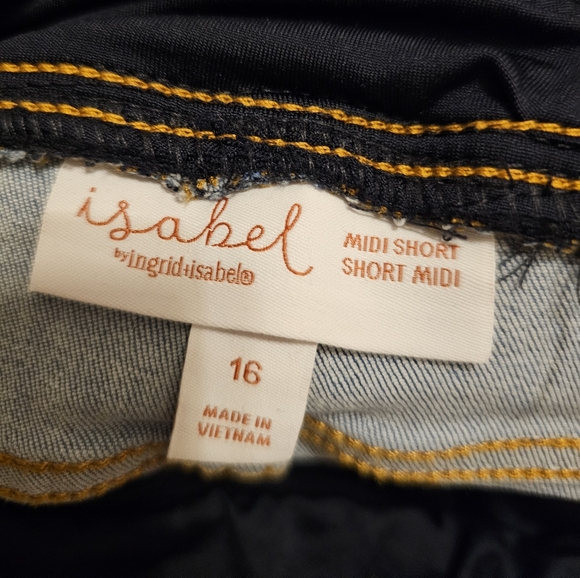 isabel
by ingrid+isabel®
MIDI SHORT
SHORT MIDI
16
MADE IN
VIETNAM